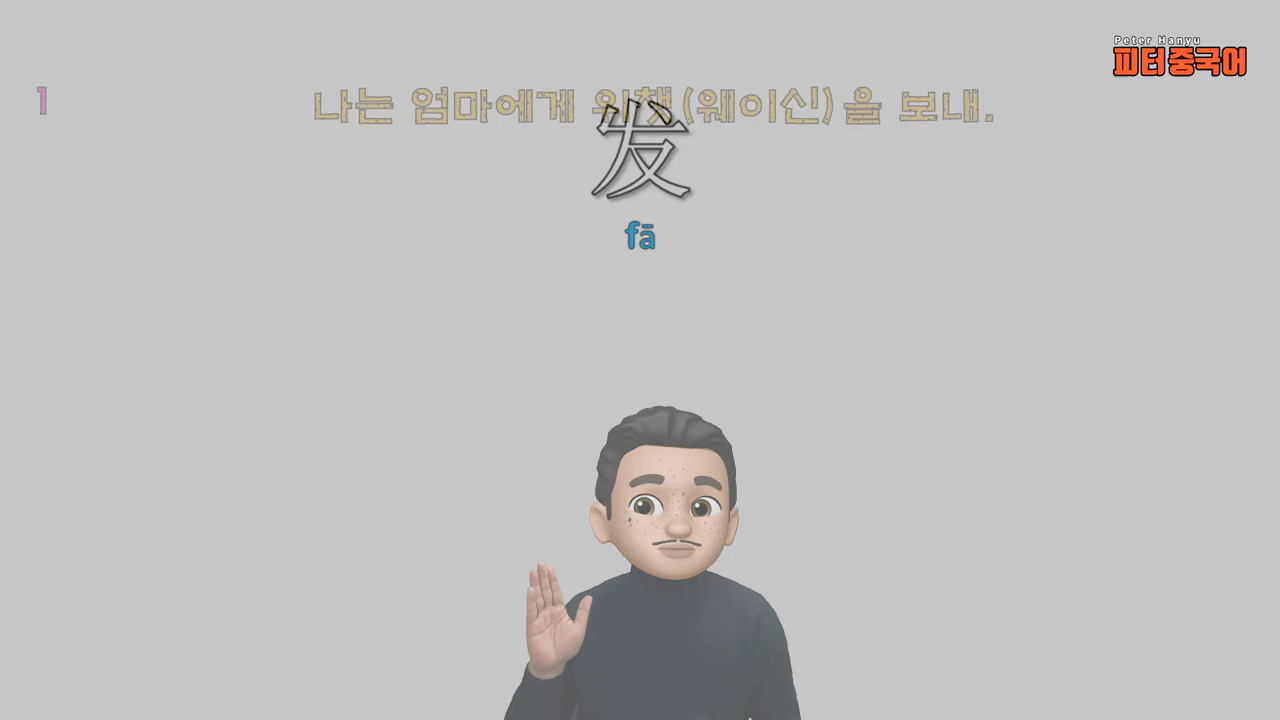 Peter Hanyu
피터 중국어
1
나는 엄마에게 위챗(웨이신)을 보내.
发
fā